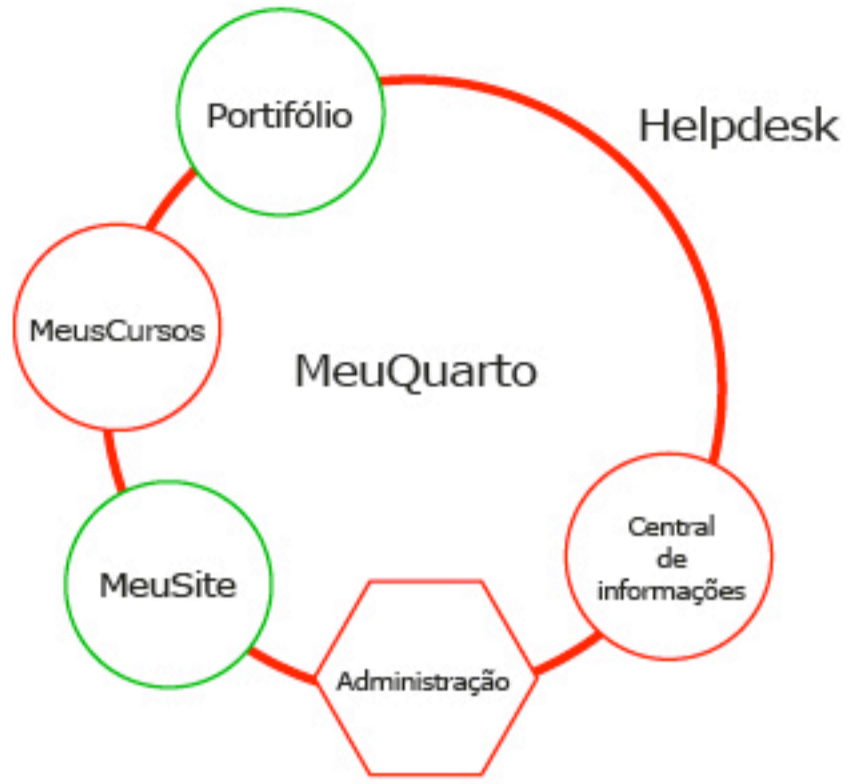 Portifólio
Helpdesk
MeusCursos
MeuQuarto
Central
de
informações
MeuSite
Administração